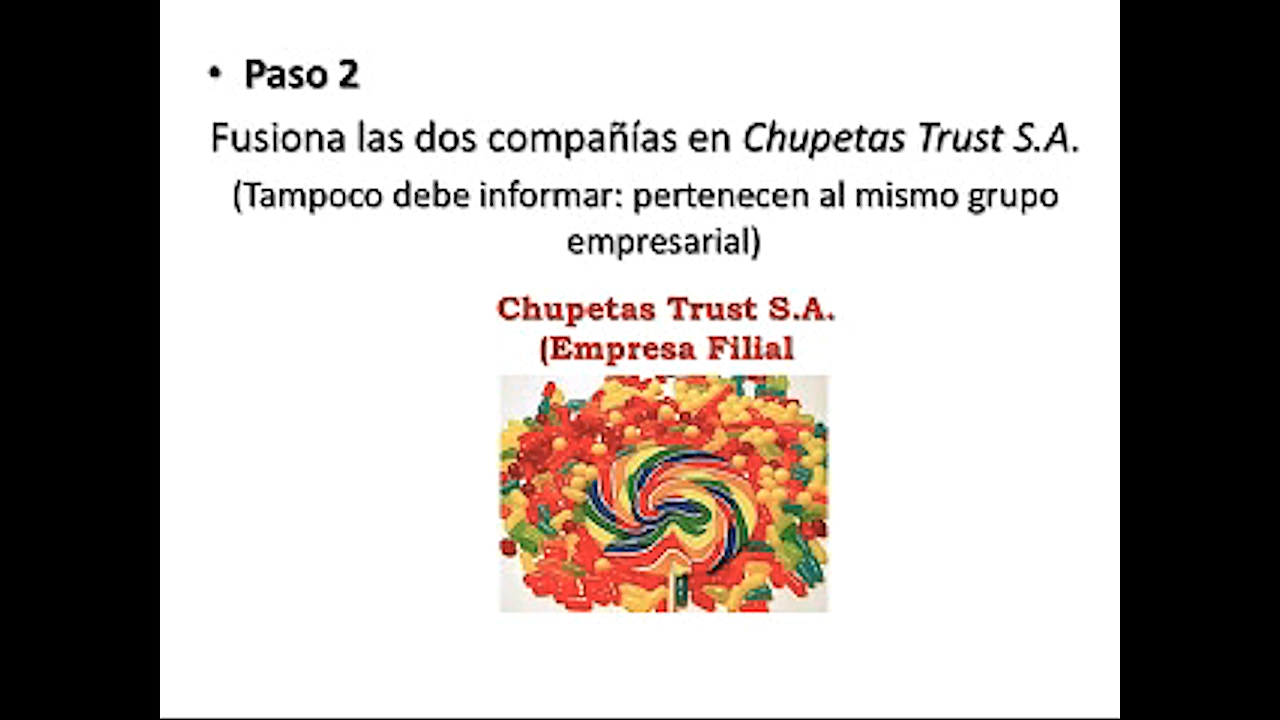 • Paso 2
Fusiona las dos compañías en Chupetas Trust S.A.
(Tampoco debe informar: pertenecen al mismo grupo
empresarial)
Chupetas Trust S.A.
(Empresa Filial